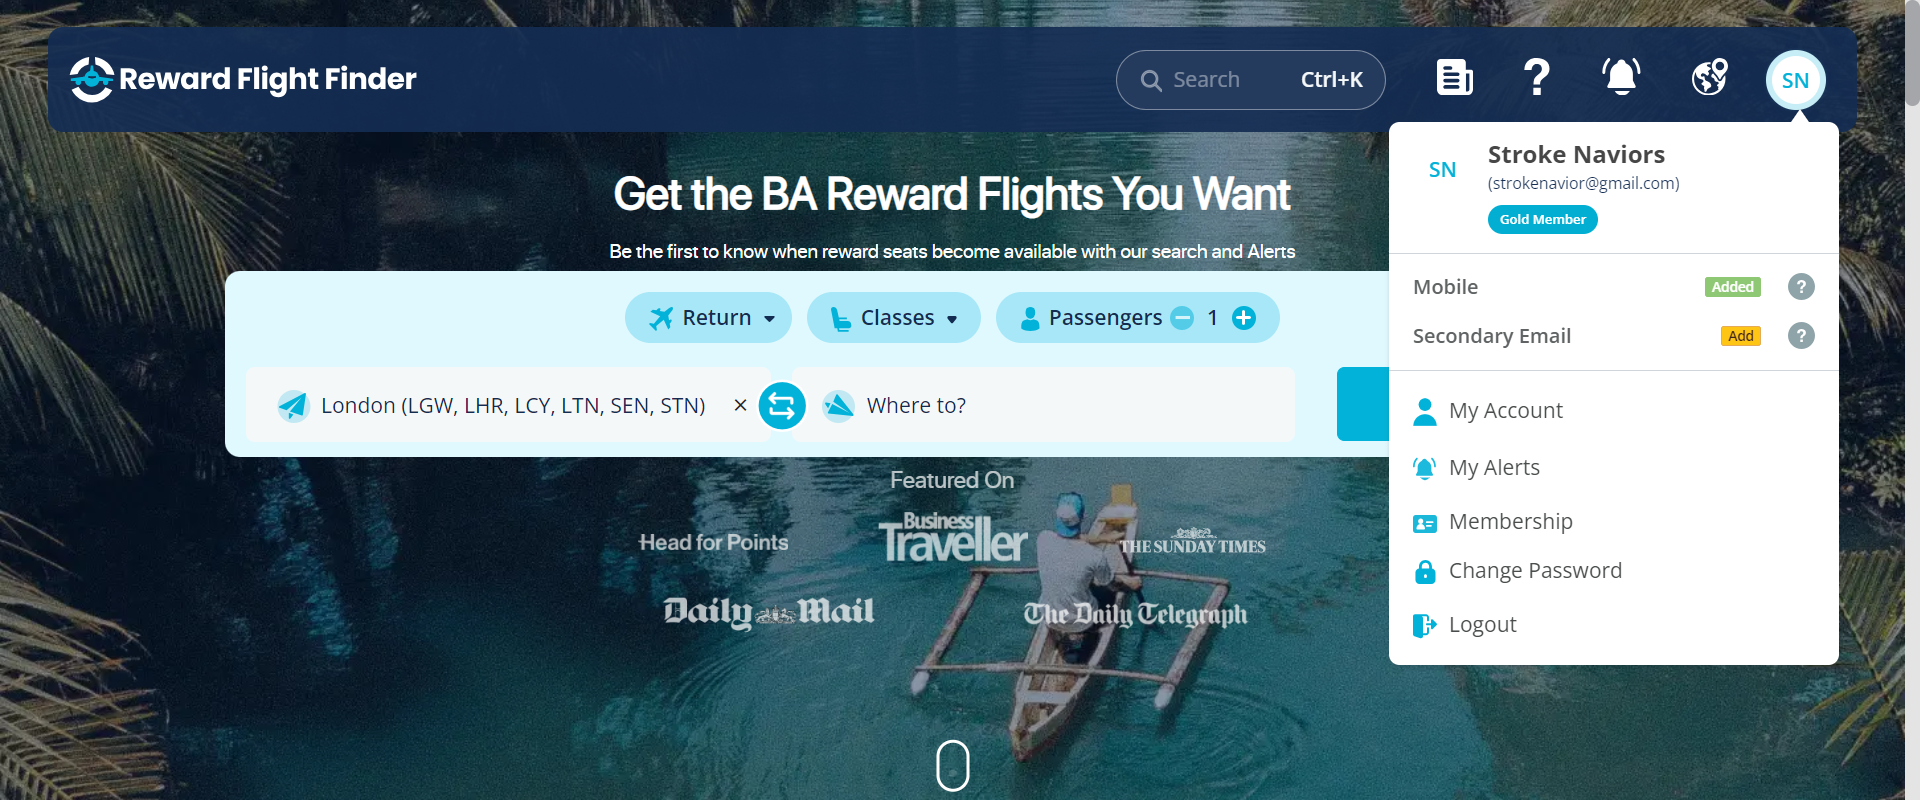 Reward Flight Finder
Search Ctrl+K
SN
Get the BA Reward Flights You Want
Be the first to know when reward seats become available with our search and Alerts
Return
Classes
Passengers 1
London (LGW, LHR, LCY, LTN, SEN, STN) ×
Where to?
Featured On
Head for Points
Business
Traveller
THE SUNDAY TIMES
Daily Mail
The Daily Telegraph
SN
Stroke Naviors
(strokenavior@gmail.com)
Gold Member
Mobile Added ?
Secondary Email Add ?
My Account
My Alerts
Membership
Change Password
Logout